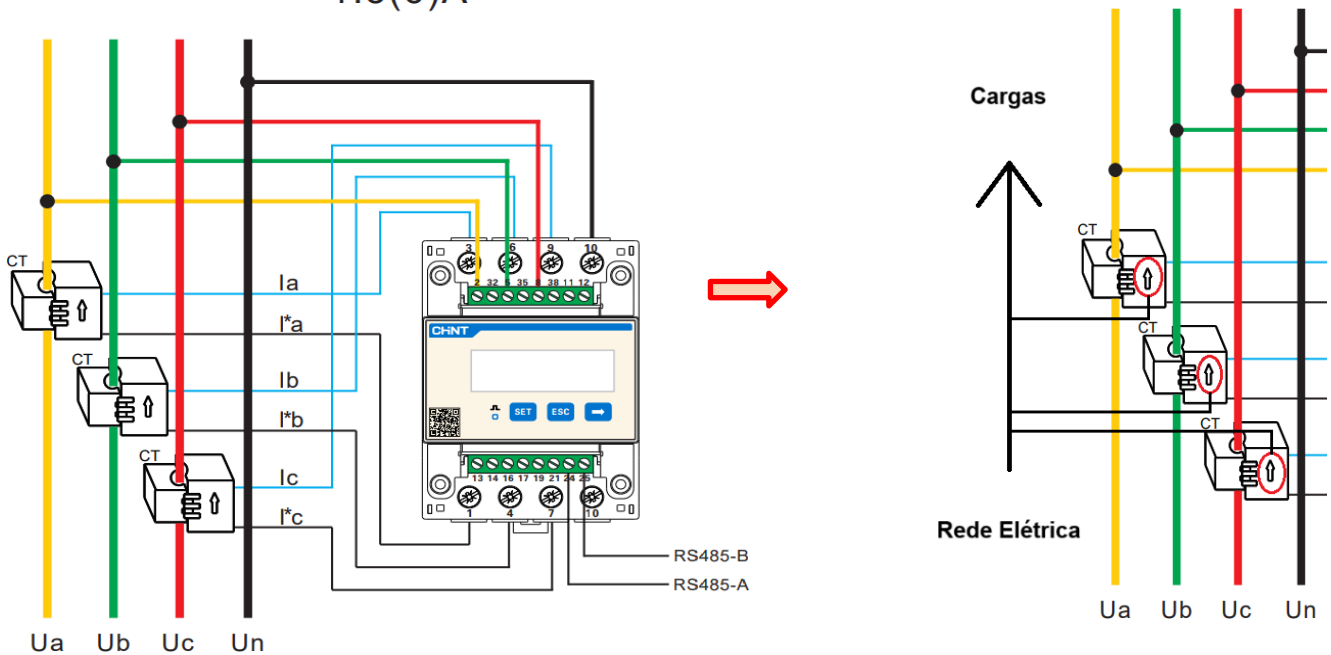 Cargas
CT
3 6 9 10
2 32 5 35 8 38 11 12
Ia
I*a
CHNT
CT
Ib
SET ESC
I*b
CT
Ic
13 14 16 17 19 21 24 25
I*c
1 4 7 10
RS485-B
RS485-A
Ua Ub Uc Un
CT
CT
CT
Rede Elétrica
Ua Ub Uc Un